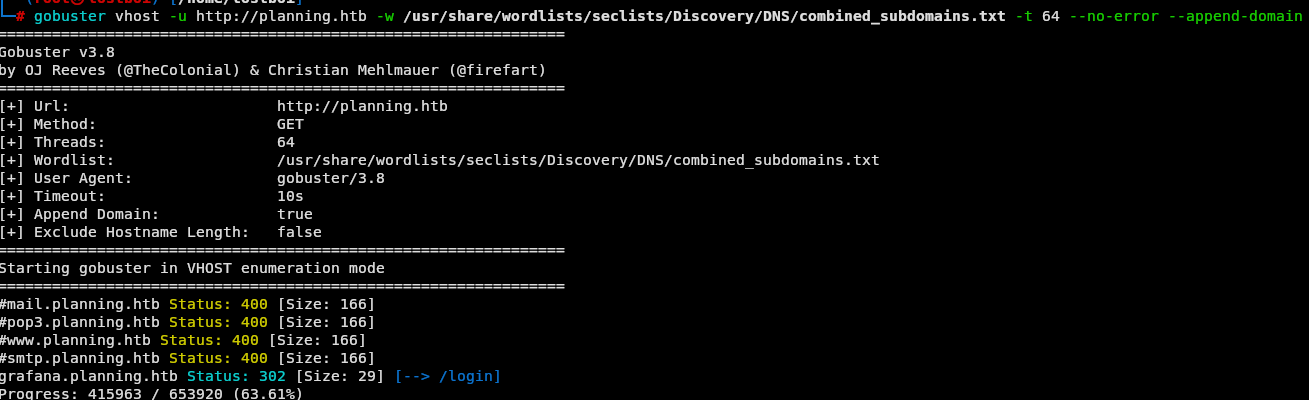 # gobuster vhost -u http://planning.htb -w /usr/share/wordlists/seclists/Discovery/DNS/combined_subdomains.txt -t 64 --no-error --append-domain
===============================================================
Gobuster v3.8
by OJ Reeves (@TheColonial) & Christian Mehlmauer (@firefart)
===============================================================
[+] Url:                       http://planning.htb
[+] Method:                    GET
[+] Threads:                   64
[+] Wordlist:                  /usr/share/wordlists/seclists/Discovery/DNS/combined_subdomains.txt
[+] User Agent:                gobuster/3.8
[+] Timeout:                   10s
[+] Append Domain:             true
[+] Exclude Hostname Length:   false
===============================================================
Starting gobuster in VHOST enumeration mode
===============================================================
#mail.planning.htb Status: 400 [Size: 166]
#pop3.planning.htb Status: 400 [Size: 166]
#www.planning.htb Status: 400 [Size: 166]
#smtp.planning.htb Status: 400 [Size: 166]
grafana.planning.htb Status: 302 [Size: 29] [--> /login]
Progress: 415963 / 653920 (63.61%)